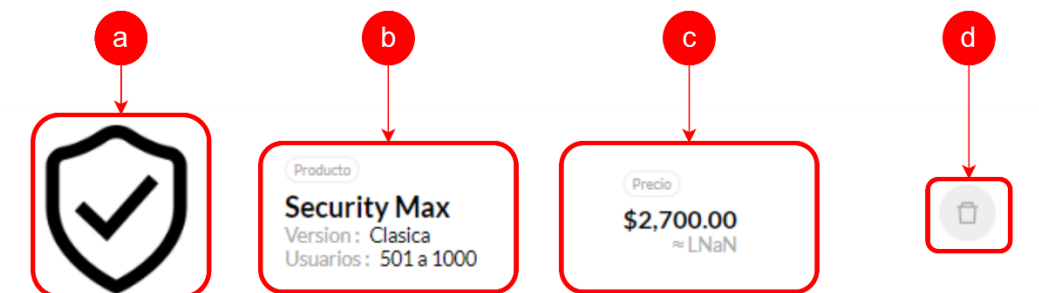 a
b
c
d
Producto
Security Max
Version : Clasica
Usuarios : 501 a 1000
Precio
$2,700.00
≈ LNaN